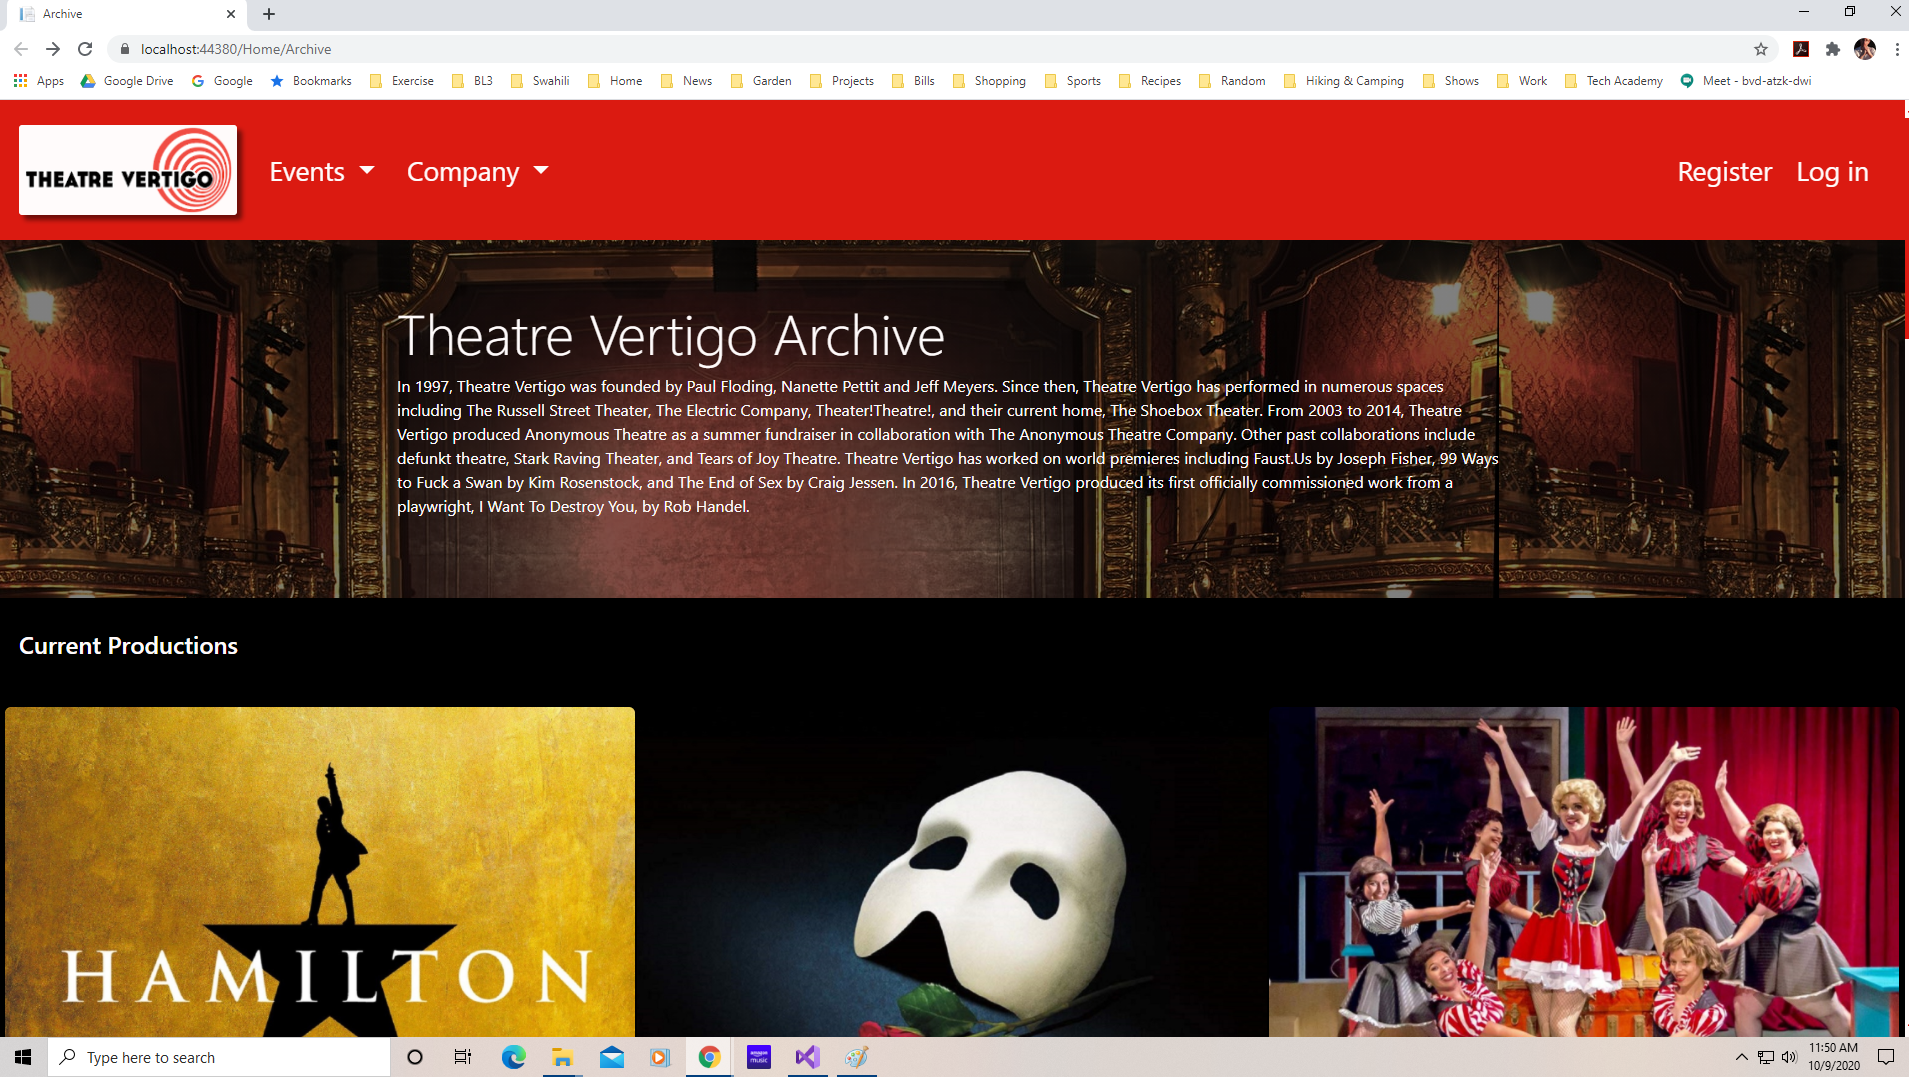 Archive
localhost:44380/Home/Archive
Apps Google Drive Google Bookmarks Exercise BL3 Swahili Home News Garden Projects Bills Shopping Sports Recipes Random Hiking & Camping Shows Work Tech Academy Meet - bvd-atzk-dwi
THEATRE VERTIGO
Events Company Register Log in
Theatre Vertigo Archive
In 1997, Theatre Vertigo was founded by Paul Floding, Nanette Pettit and Jeff Meyers. Since then, Theatre Vertigo has performed in numerous spaces
including The Russell Street Theater, The Electric Company, Theater!Theatre!, and their current home, The Shoebox Theater. From 2003 to 2014, Theatre
Vertigo produced Anonymous Theatre as a summer fundraiser in collaboration with The Anonymous Theatre Company. Other past collaborations include
defunkt theatre, Stark Raving Theater, and Tears of Joy Theatre. Theatre Vertigo has worked on world premieres including Faust.Us by Joseph Fisher, 99 Ways
to Fuck a Swan by Kim Rosenstock, and The End of Sex by Craig Jessen. In 2016, Theatre Vertigo produced its first officially commissioned work from a
playwright, I Want To Destroy You, by Rob Handel.
Current Productions
HAMILTON
Type here to search
amazon music
11:50 AM
10/9/2020